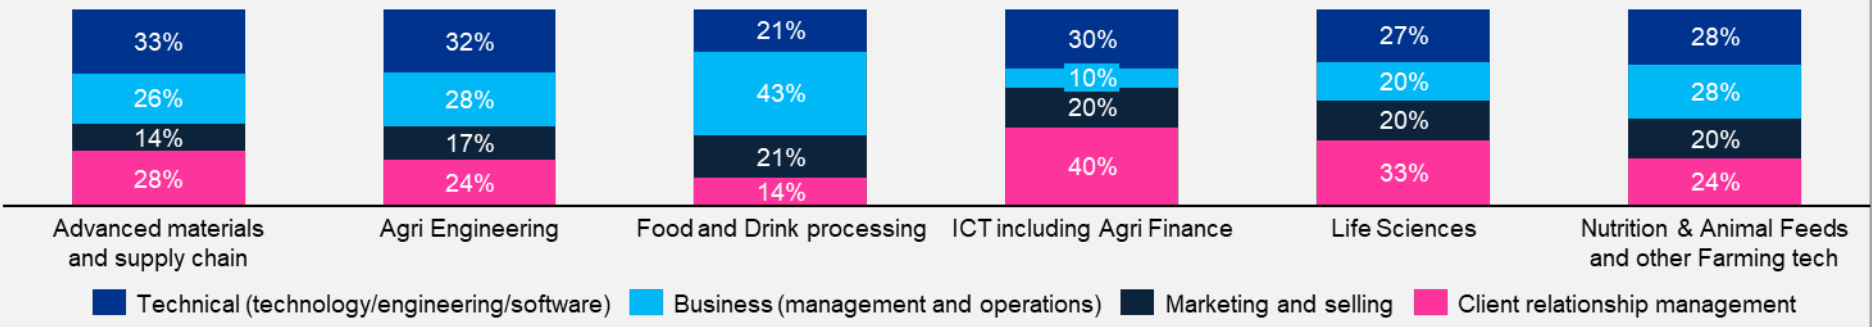 33%
32%
21%
30%
27%
28%
26%
28%
43%
10%
20%
28%
14%
17%
21%
20%
20%
20%
28%
24%
14%
40%
33%
24%
Advanced materials
and supply chain
Agri Engineering
Food and Drink processing
ICT including Agri Finance
Life Sciences
Nutrition & Animal Feeds
and other Farming tech
Technical (technology/engineering/software)
Business (management and operations)
Marketing and selling
Client relationship management